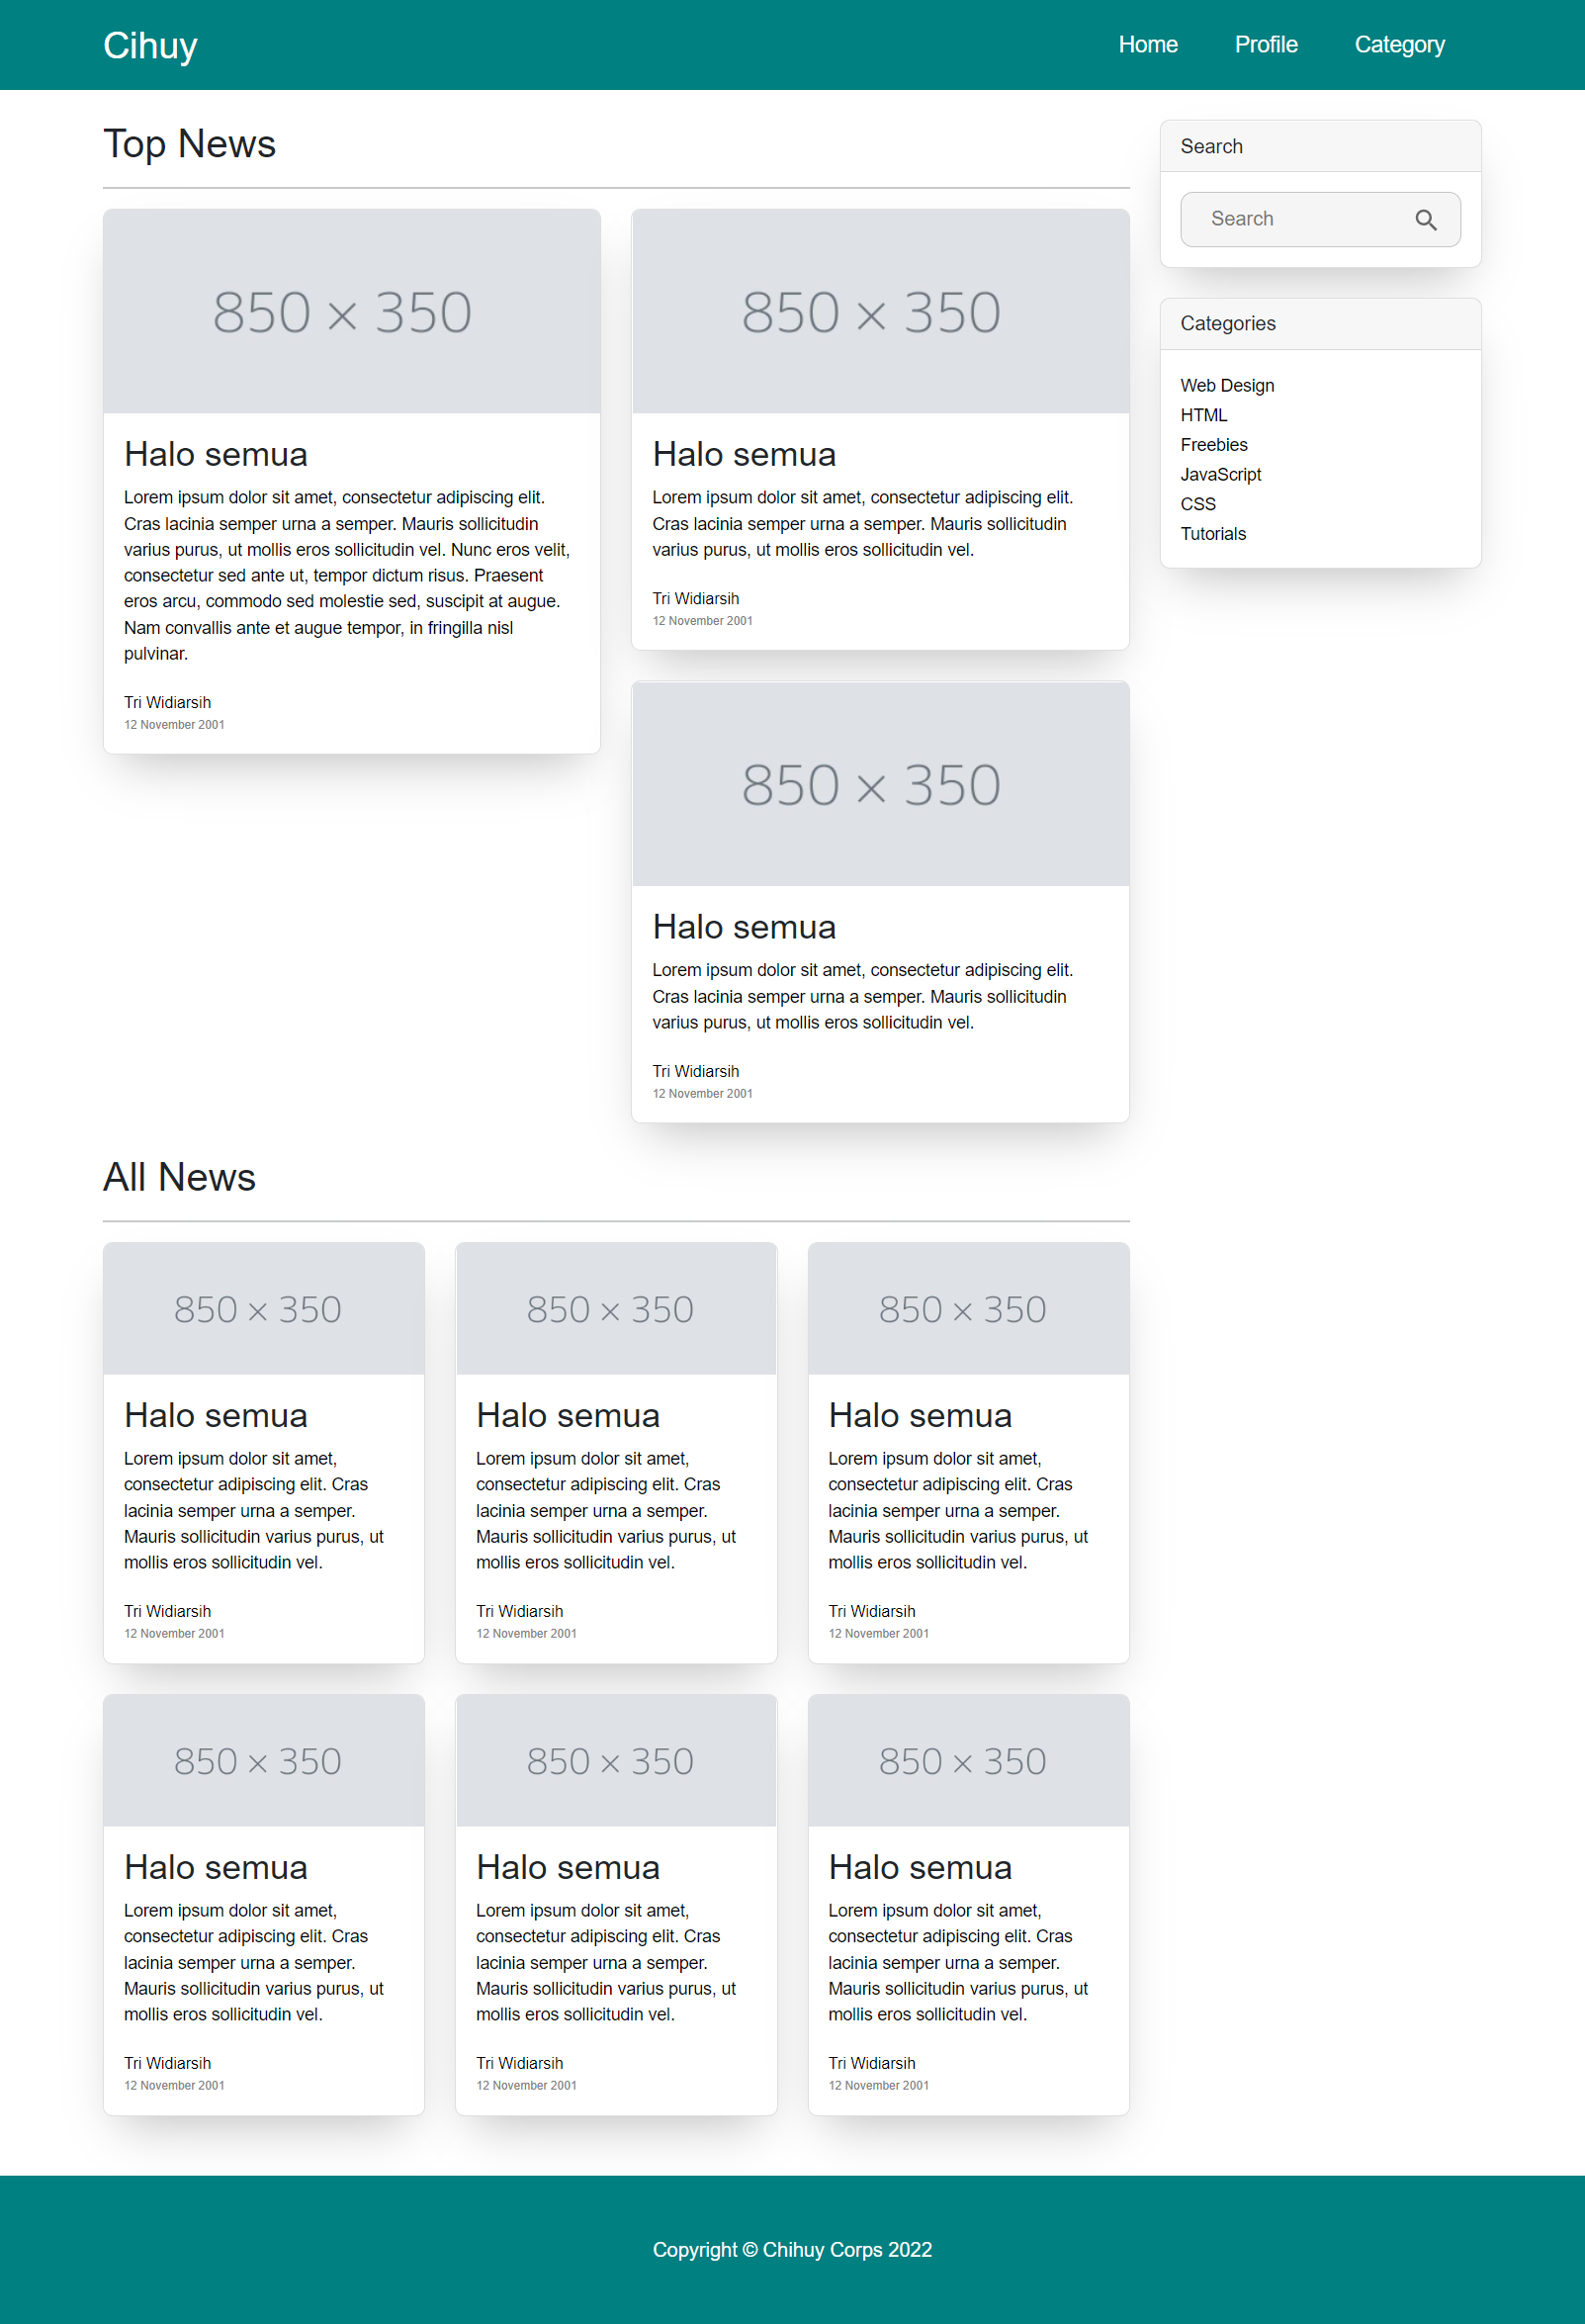 Cihuy
Home
Profile
Category
Top News
850 × 350
Halo semua
Lorem ipsum dolor sit amet, consectetur adipiscing elit.
Cras lacinia semper urna a semper. Mauris sollicitudin
varius purus, ut mollis eros sollicitudin vel. Nunc eros velit,
consectetur sed ante ut, tempor dictum risus. Praesent
eros arcu, commodo sed molestie sed, suscipit at augue.
Nam convallis ante et augue tempor, in fringilla nisl
pulvinar.
Tri Widiarsih
12 November 2001
850 × 350
Halo semua
Lorem ipsum dolor sit amet, consectetur adipiscing elit.
Cras lacinia semper urna a semper. Mauris sollicitudin
varius purus, ut mollis eros sollicitudin vel.
Tri Widiarsih
12 November 2001
850 × 350
Halo semua
Lorem ipsum dolor sit amet, consectetur adipiscing elit.
Cras lacinia semper urna a semper. Mauris sollicitudin
varius purus, ut mollis eros sollicitudin vel.
Tri Widiarsih
12 November 2001
Search
Search
Categories
Web Design
HTML
Freebies
JavaScript
CSS
Tutorials
All News
850 × 350
Halo semua
Lorem ipsum dolor sit amet,
consectetur adipiscing elit. Cras
lacinia semper urna a semper.
Mauris sollicitudin varius purus, ut
mollis eros sollicitudin vel.
Tri Widiarsih
12 November 2001
850 × 350
Halo semua
Lorem ipsum dolor sit amet,
consectetur adipiscing elit. Cras
lacinia semper urna a semper.
Mauris sollicitudin varius purus, ut
mollis eros sollicitudin vel.
Tri Widiarsih
12 November 2001
850 × 350
Halo semua
Lorem ipsum dolor sit amet,
consectetur adipiscing elit. Cras
lacinia semper urna a semper.
Mauris sollicitudin varius purus, ut
mollis eros sollicitudin vel.
Tri Widiarsih
12 November 2001
850 × 350
Halo semua
Lorem ipsum dolor sit amet,
consectetur adipiscing elit. Cras
lacinia semper urna a semper.
Mauris sollicitudin varius purus, ut
mollis eros sollicitudin vel.
Tri Widiarsih
12 November 2001
850 × 350
Halo semua
Lorem ipsum dolor sit amet,
consectetur adipiscing elit. Cras
lacinia semper urna a semper.
Mauris sollicitudin varius purus, ut
mollis eros sollicitudin vel.
Tri Widiarsih
12 November 2001
850 × 350
Halo semua
Lorem ipsum dolor sit amet,
consectetur adipiscing elit. Cras
lacinia semper urna a semper.
Mauris sollicitudin varius purus, ut
mollis eros sollicitudin vel.
Tri Widiarsih
12 November 2001
Copyright © Chihuy Corps 2022